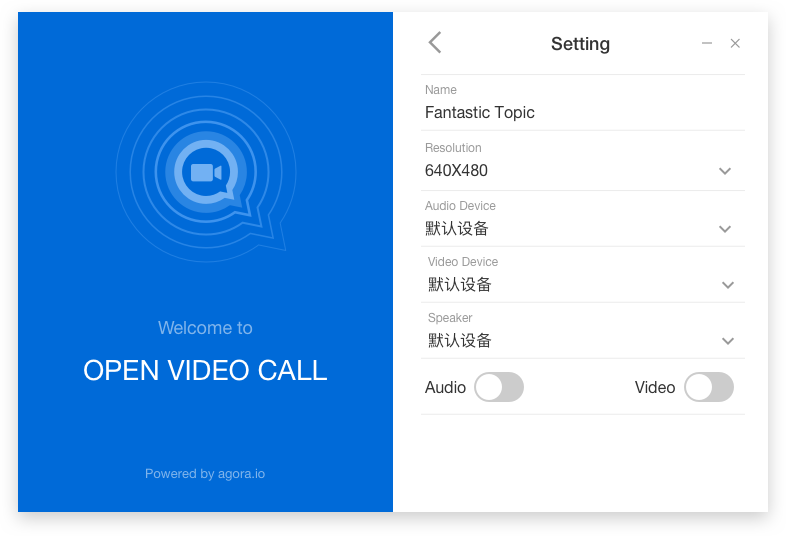 Welcome to
OPEN VIDEO CALL
Powered by agora.io
Setting
Name
Fantastic Topic
Resolution
640X480
Audio Device
默认设备
Video Device
默认设备
Speaker
默认设备
Audio Video